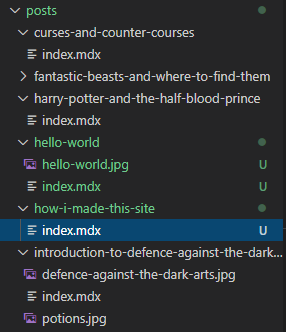 posts
curses-and-counter-courses
index.mdx
fantastic-beasts-and-where-to-find-them
harry-potter-and-the-half-blood-prince
index.mdx
hello-world
hello-world.jpg U
index.mdx U
how-i-made-this-site
index.mdx U
introduction-to-defence-against-the-dark...
defence-against-the-dark-arts.jpg
index.mdx
potions.jpg